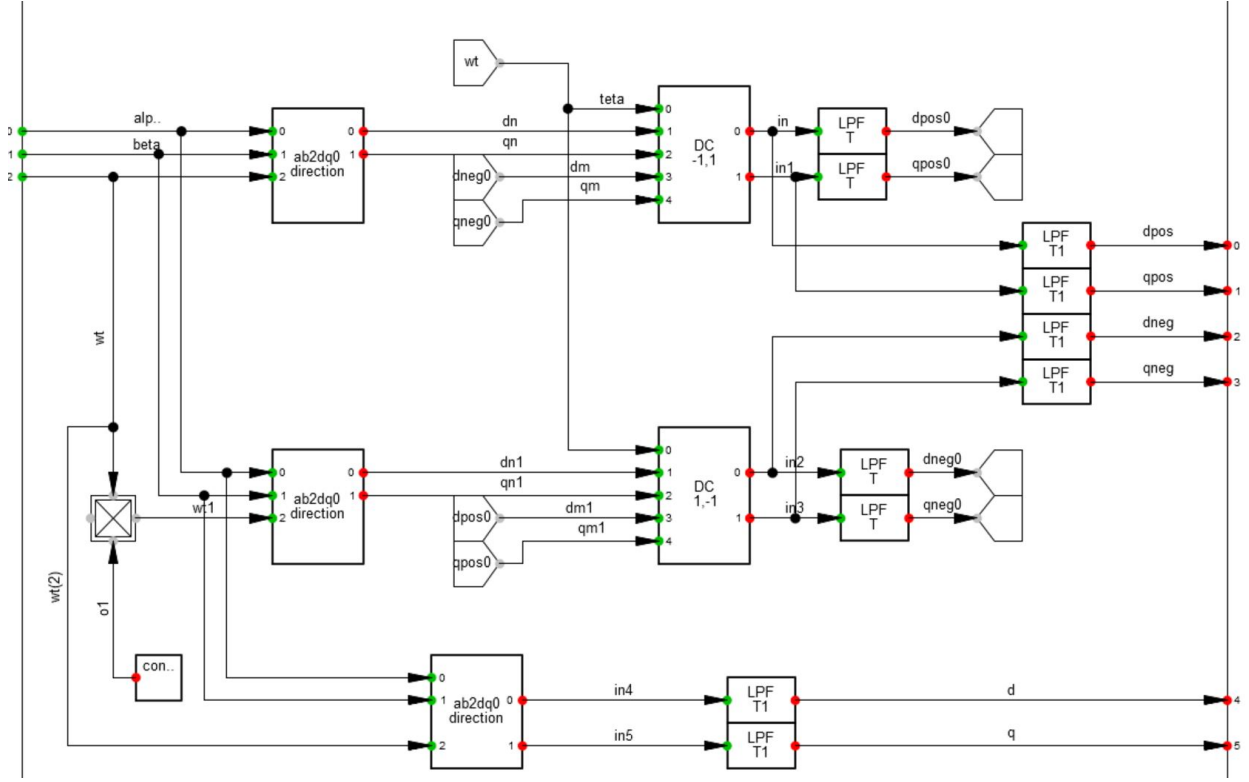 wt
teta
0
alp..
0
0
dn
1
0
in
LPF
T
dpos0
1
beta
1
ab2dq0
direction
1
qn
2
DC
-1,1
2
2
dneg0
dm
3
1
in1
LPF
T
qpos0
qm
4
qneg0
LPF
T1
dpos
0
LPF
T1
qpos
1
wt
LPF
T1
dneg
2
LPF
T1
qneg
3
0
0
0
dn1
1
0
in2
LPF
T
dneg0
1
ab2dq0
direction
1
qn1
2
DC
1,-1
wt1
2
dpos0
dm1
3
1
in3
LPF
T
qneg0
qm1
4
qpos0
wt(2)
o1
con..
0
1
ab2dq0
direction
0
in4
LPF
T1
d
4
2
1
in5
LPF
T1
q
5